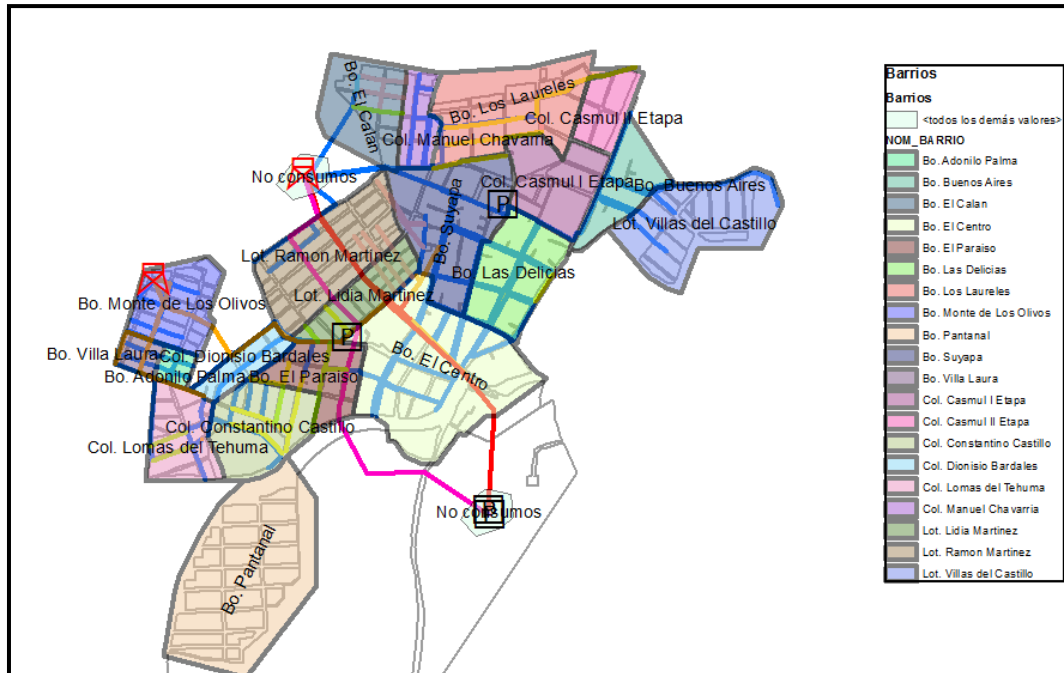 Bo. El Calan
Bo. Los Laureles
Col. Casmul II Etapa
Col. Manuel Chavarria
No consumos
Col. Casmul I Etapa
Bo. Buenos Aires
P
Bo. Suyapa
Lot. Villas del Castillo
Lot. Ramon Martínez
Bo. Las Delicias
Lot. Lidia Martinez
Bo. Monte de Los Olivos
P
Bo. Villa Laura
Col. Dionisio Bardales
Bo. El Centro
Bo. Adonilo Palma
Bo. El Paraiso
Col. Constantino Castillo
Col. Lomas del Tehuma
No consumos
P
Bo. Pantanal
Barrios
Barrios
<todos los demás valores>
NOM_BARRIO
Bo. Adonilo Palma
Bo. Buenos Aires
Bo. El Calan
Bo. El Centro
Bo. El Paraiso
Bo. Las Delicias
Bo. Los Laureles
Bo. Monte de Los Olivos
Bo. Pantanal
Bo. Suyapa
Bo. Villa Laura
Col. Casmul I Etapa
Col. Casmul II Etapa
Col. Constantino Castillo
Col. Dionisio Bardales
Col. Lomas del Tehuma
Col. Manuel Chavarria
Lot. Lidia Martinez
Lot. Ramon Martinez
Lot. Villas del Castillo